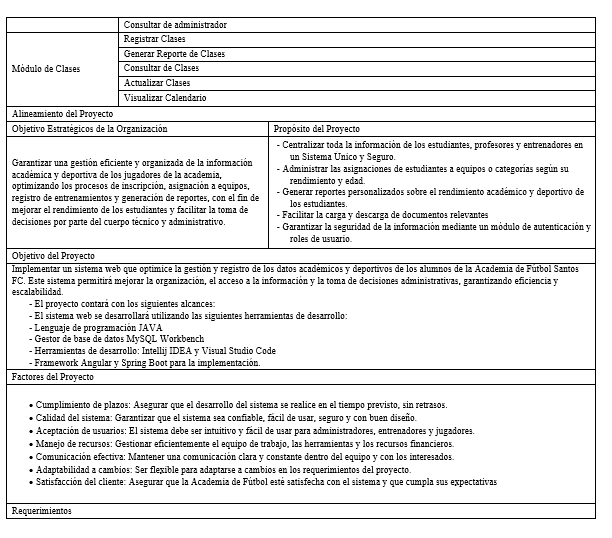 Consultar de administrador
Módulo de Clases
Registrar Clases
Generar Reporte de Clases
Consultar de Clases
Actualizar Clases
Visualizar Calendario
Alineamiento del Proyecto
Objetivo Estratégicos de la Organización
Propósito del Proyecto
Garantizar una gestión eficiente y organizada de la información
académica y deportiva de los jugadores de la academia,
optimizando los procesos de inscripción, asignación a equipos,
registro de entrenamientos y generación de reportes, con el fin de
mejorar el rendimiento de los estudiantes y facilitar la toma de
decisiones por parte del cuerpo técnico y administrativo.
- Centralizar toda la información de los estudiantes, profesores y entrenadores en
un Sistema Unico y Seguro.
- Administrar las asignaciones de estudiantes a equipos o categorías según su
rendimiento y edad.
- Generar reportes personalizados sobre el rendimiento académico y deportivo de
los estudiantes.
- Facilitar la carga y descarga de documentos relevantes
- Garantizar la seguridad de la información mediante un módulo de autenticación y
roles de usuario.
Objetivo del Proyecto
Implementar un sistema web que optimice la gestión y registro de los datos académicos y deportivos de los alumnos de la Academia de Fútbol Santos
FC. Este sistema permitirá mejorar la organización, el acceso a la información y la toma de decisiones administrativas, garantizando eficiencia y
escalabilidad.
- El proyecto contará con los siguientes alcances:
- El sistema web se desarrollará utilizando las siguientes herramientas de desarrollo:
- Lenguaje de programación JAVA
- Gestor de base de datos MySQL Workbench
- Herramientas de desarrollo: Intellij IDEA y Visual Studio Code
- Framework Angular y Spring Boot para la implementación.
Factores del Proyecto
• Cumplimiento de plazos: Asegurar que el desarrollo del sistema se realice en el tiempo previsto, sin retrasos.
• Calidad del sistema: Garantizar que el sistema sea confiable, fácil de usar, seguro y con buen diseño.
• Aceptación de usuarios: El sistema debe ser intuitivo y fácil de usar para administradores, entrenadores y jugadores.
• Manejo de recursos: Gestionar eficientemente el equipo de trabajo, las herramientas y los recursos financieros.
• Comunicación efectiva: Mantener una comunicación clara y constante dentro del equipo y con los interesados.
• Adaptabilidad a cambios: Ser flexible para adaptarse a cambios en los requerimientos del proyecto.
• Satisfacción del cliente: Asegurar que la Academia de Fútbol esté satisfecha con el sistema y que cumpla sus expectativas
Requerimientos